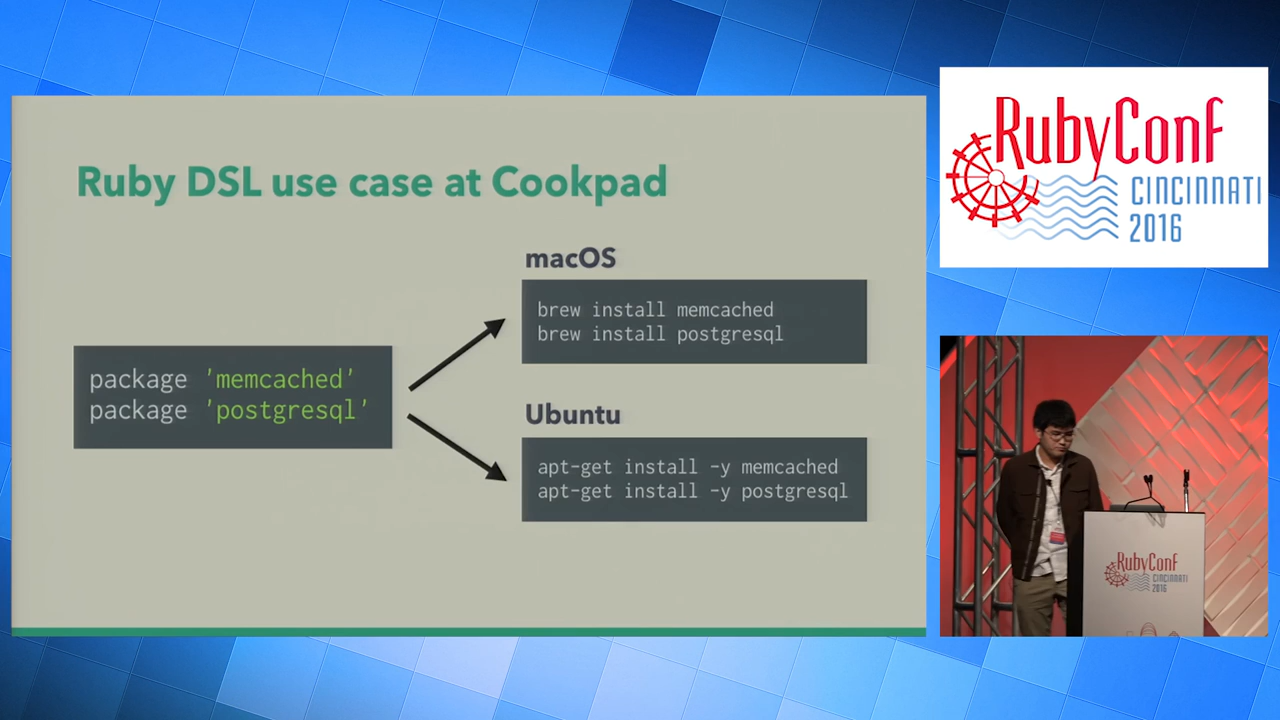 Ruby DSL use case at Cookpad
package 'memcached'
package 'postgresql'
macOS
brew install memcached
brew install postgresql
Ubuntu
apt-get install -y memcached
apt-get install -y postgresql
RubyConf
CINCINNATI
2016
RubyConf
CINCINNATI
2016